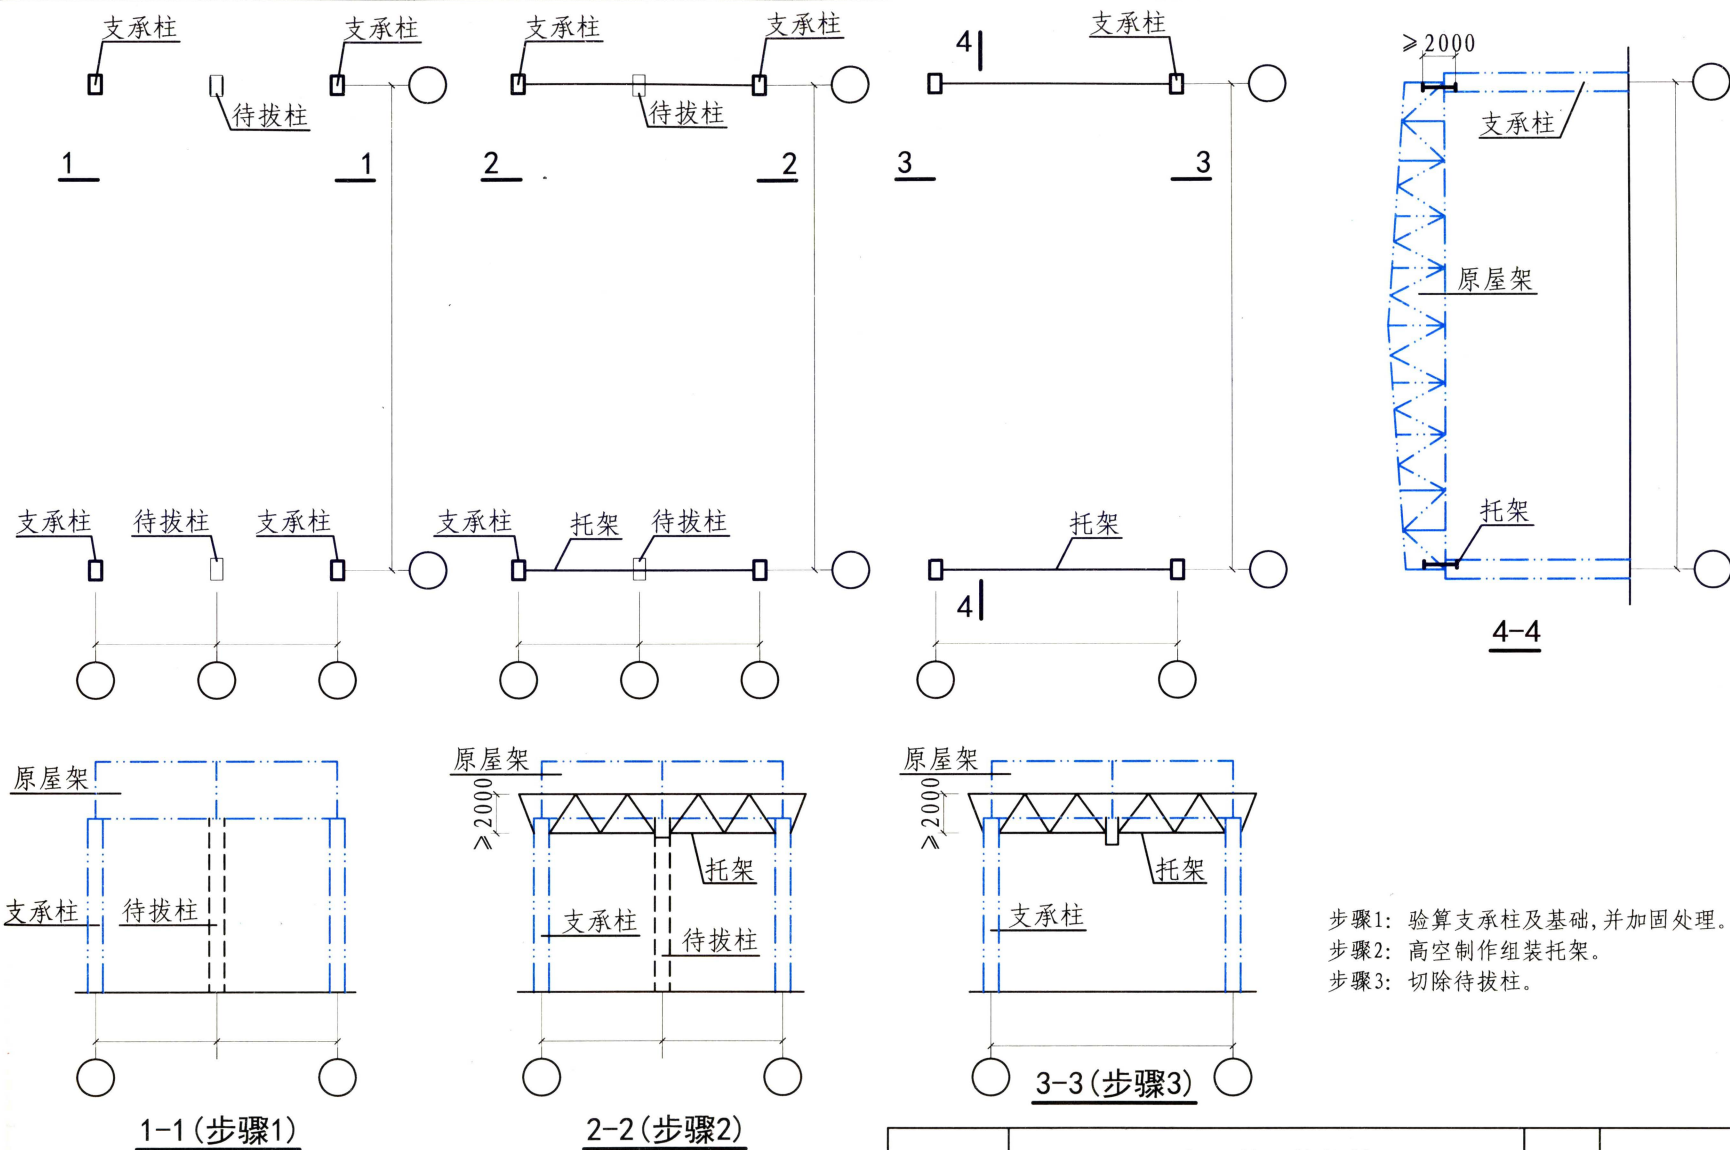 支承柱
支承柱
待拔柱
1
1
支承柱
待拔柱
支承柱
支承柱
支承柱
待拔柱
2
2
支承柱
托架
待拔柱
4
支承柱
3
3
托架
4
≥2000
支承柱
原屋架
托架
4-4
原屋架
支承柱
待拔柱
1-1(步骤1)
原屋架
≥2000
托架
支承柱
待拔柱
2-2(步骤2)
原屋架
≥2000
托架
支承柱
3-3(步骤3)
步骤1: 验算支承柱及基础,并加固处理。
步骤2: 高空制作组装托架。
步骤3: 切除待拔柱。